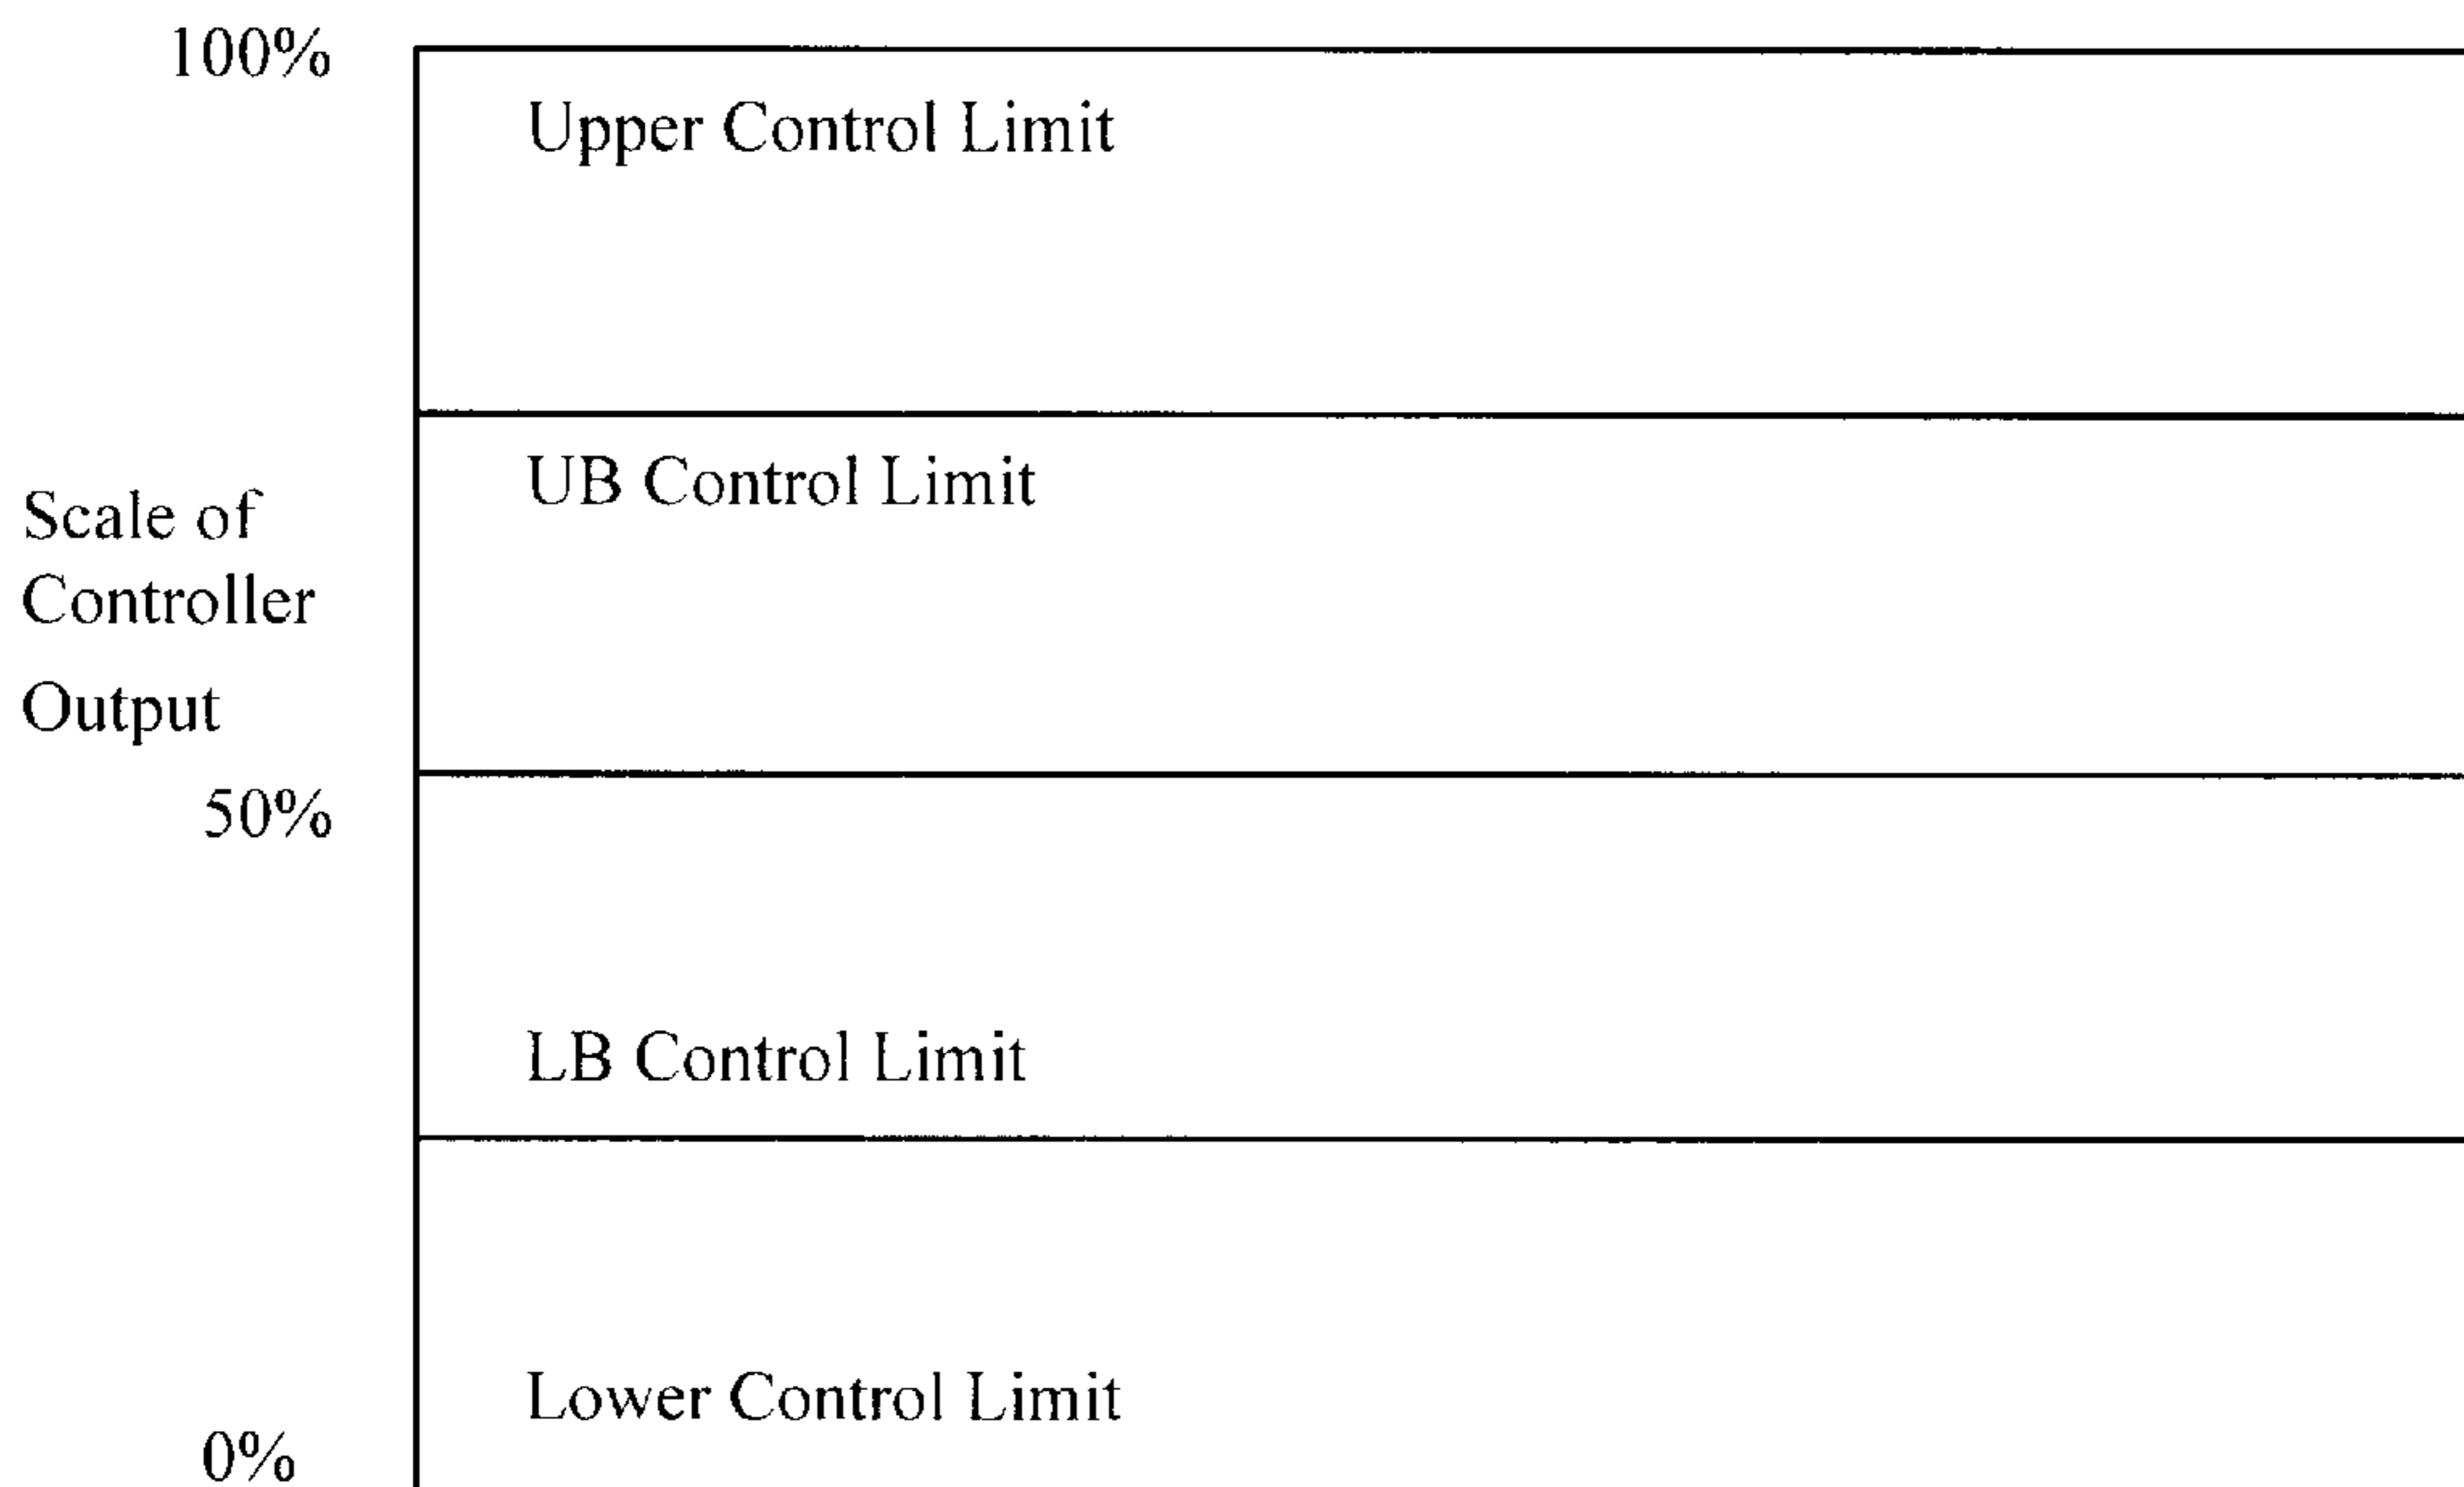 100%
Upper Control Limit
UB Control Limit
Scale of
Controller
Output
50%
LB Control Limit
Lower Control Limit
0%